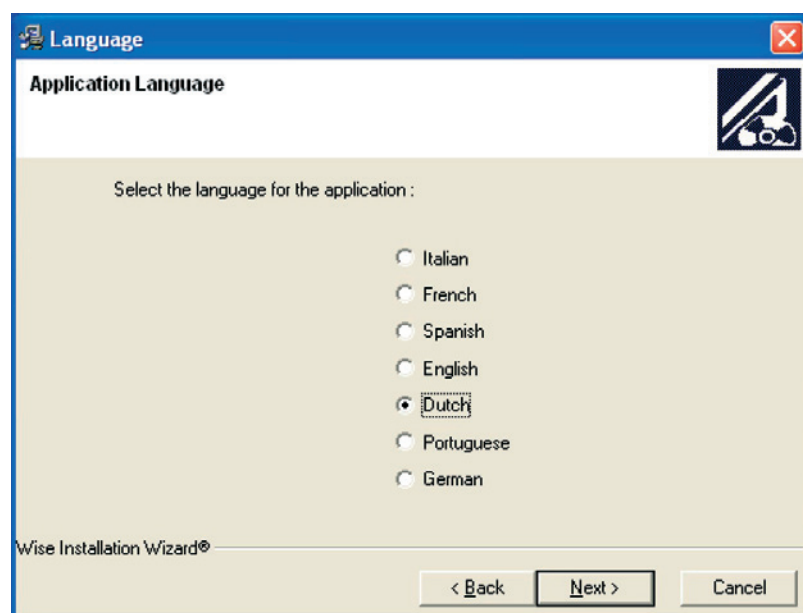 Language
Application Language
Select the language for the application :
Italian
French
Spanish
English
Dutch
Portuguese
German
Wise Installation Wizard®
< Back Next > Cancel